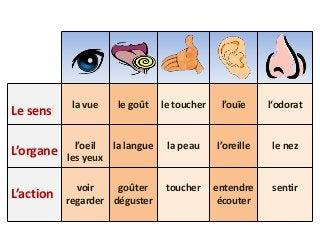 Le sens la vue le goût le toucher l'ouïe l'odorat
L'organe l'oeil les yeux la langue la peau l'oreille le nez
L'action voir regarder goûter déguster toucher entendre écouter sentir